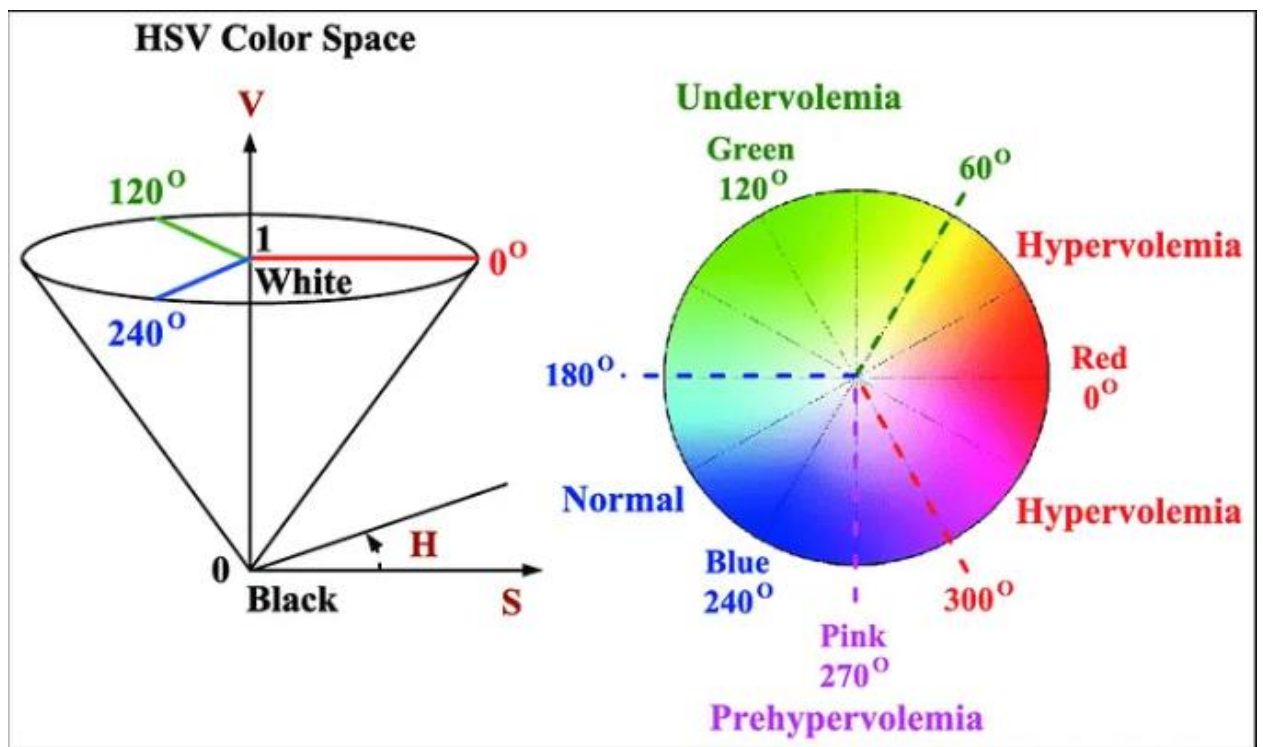 HSV Color Space
V
120°
1
White
0°
240°
0
Black
H
S
Undervolemia
Green
120°
60°
Hypervolemia
180°
Red
0°
Normal
Hypervolemia
Blue
240°
300°
Pink
270°
Prehypervolemia